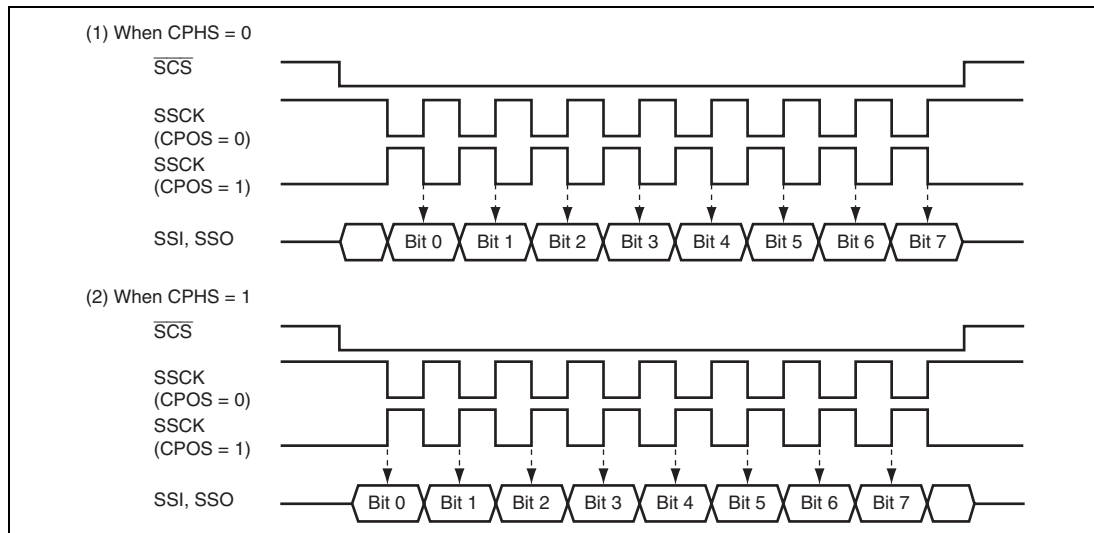 (1) When CPHS = 0
SCS
SSCK
(CPOS = 0)
SSCK
(CPOS = 1)
SSI, SSO
Bit 0 Bit 1 Bit 2 Bit 3 Bit 4 Bit 5 Bit 6 Bit 7
(2) When CPHS = 1
SCS
SSCK
(CPOS = 0)
SSCK
(CPOS = 1)
SSI, SSO
Bit 0 Bit 1 Bit 2 Bit 3 Bit 4 Bit 5 Bit 6 Bit 7